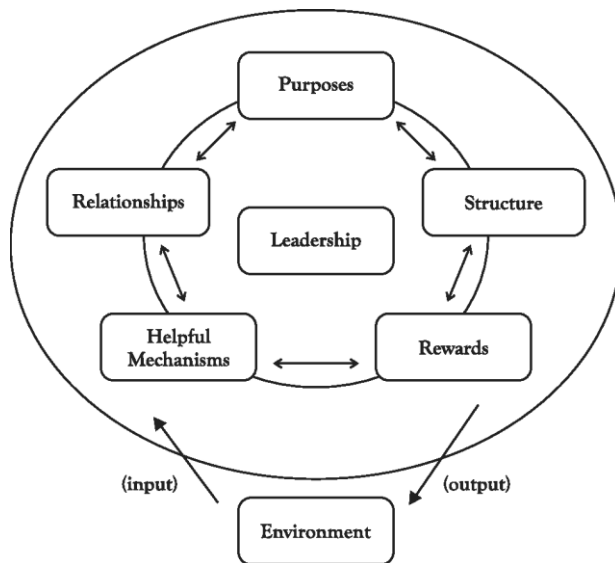 Purposes
Relationships
Structure
Leadership
Helpful
Mechanisms
Rewards
(input)
(output)
Environment